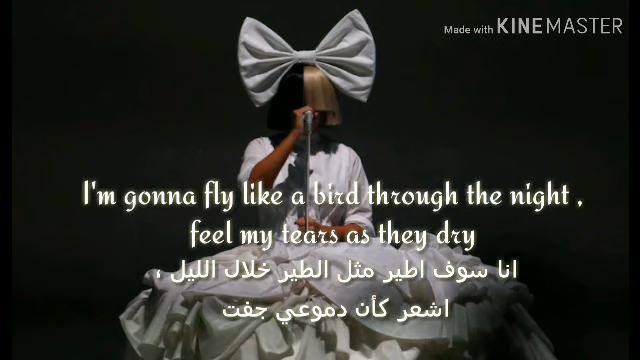 Made with KINEMASTER
I'm gonna fly like a bird through the night ,
feel my tears as they dry
انا سوف اطير مثل الطير خلال الليل ،
اشعر كأن دموعي جفت